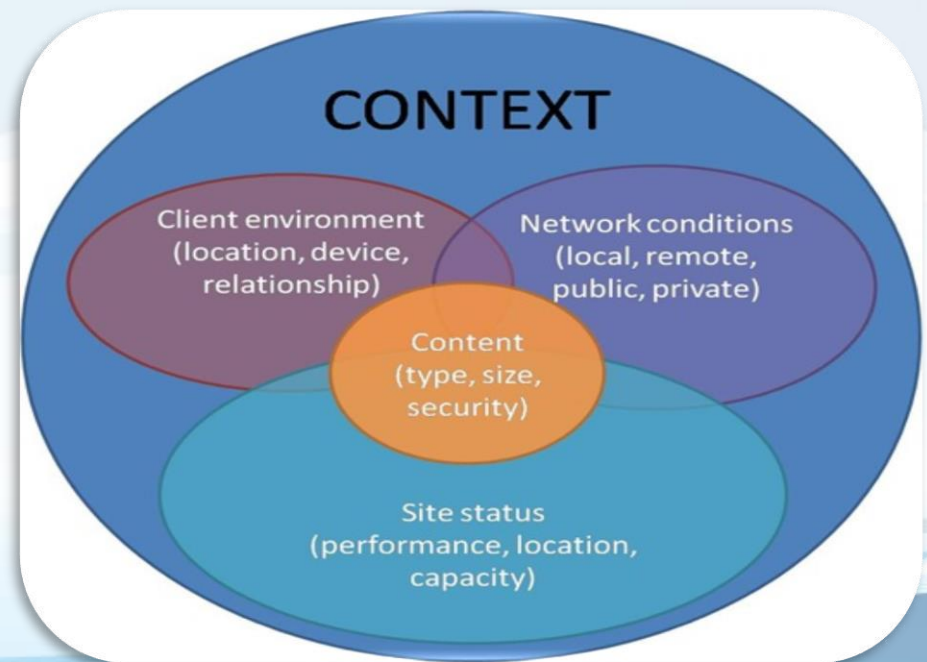 CONTEXT
Client environment
(location, device,
relationship)
Network conditions
(local, remote,
public, private)
Content
(type, size,
security)
Site status
(performance, location,
capacity)